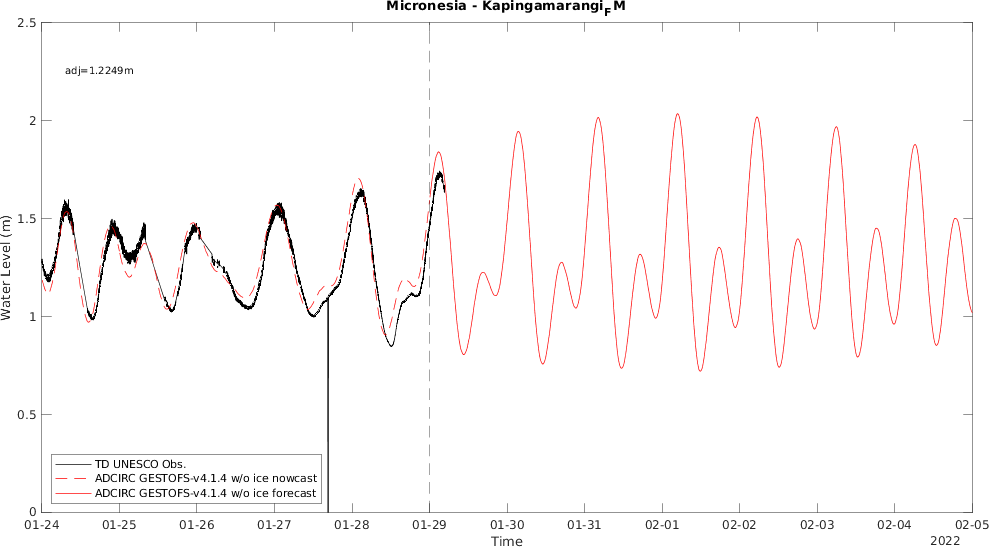 Micronesia - Kapingamarangi_FM
2.5
adj=1.2249m
2
1.5
Water Level (m)
1
0.5
TD UNESCO Obs.
ADCIRC GESTOFS-v4.1.4 w/o ice nowcast
ADCIRC GESTOFS-v4.1.4 w/o ice forecast
0
01-24 01-25 01-26 01-27 01-28 01-29 01-30 01-31 02-01 02-02 02-03 02-04 02-05
Time
2022